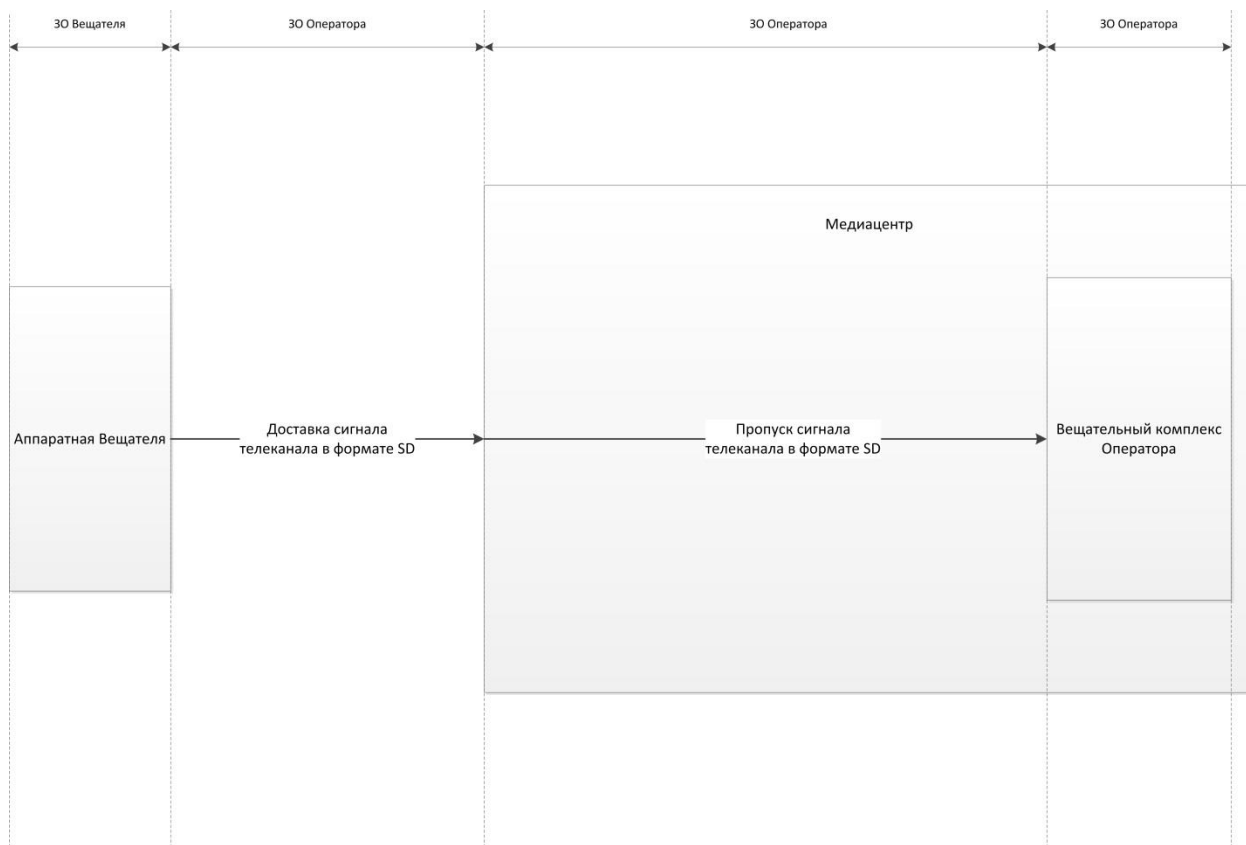 ЗО Вещателя
ЗО Оператора
ЗО Оператора
ЗО Оператора
Медиацентр
Аппаратная Вещателя
Доставка сигнала
телеканала в формате SD
Пропуск сигнала
телеканала в формате SD
Вещательный комплекс
Оператора